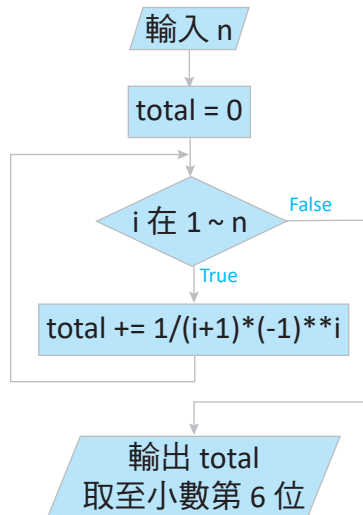 輸入 n
total = 0
i 在 1 ~ n
False
True
total += 1/(i+1)*(-1)**i
輸出 total
取至小數第 6 位